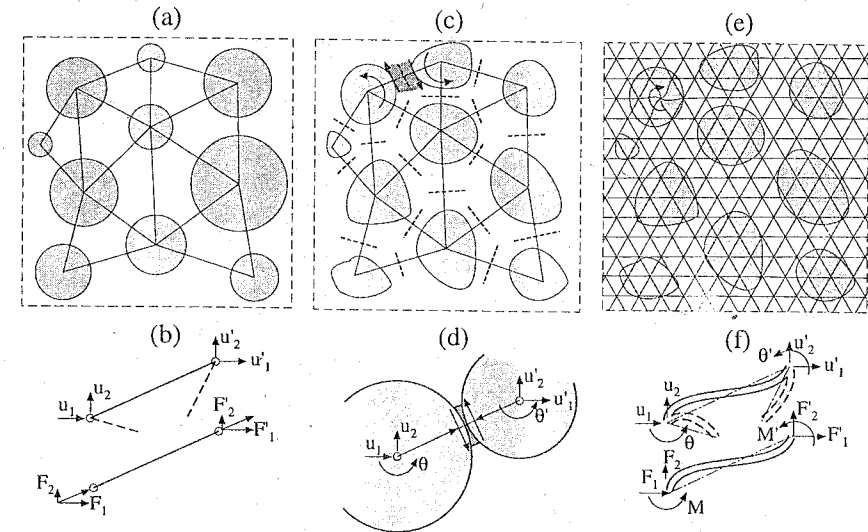 (a)
(c)
(e)
(b)
u'₂
u₂
u'₁
u₁
F'₂
F'₁
F₂
F₁
(d)
u'₂
u'₁
θ'
u₂
u₁
θ
(f)
θ' u'₂
u'₁
u₂
u₁
θ
F'₂
M'
F'₁
F₂
F₁
M